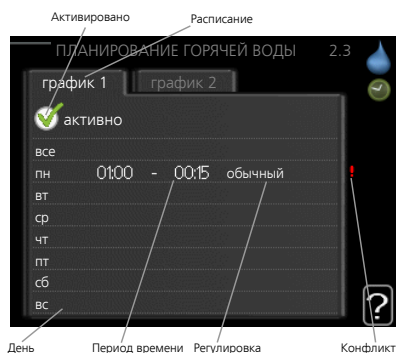 Активировано Расписание
ПЛАНИРОВАНИЕ ГОРЯЧЕЙ ВОДЫ 2.3
график 1 график 2
активно
все
пн 01:00 - 00:15 обычный !
вт
ср
чт
пт
сб
вс
?
День Период времени Регулировка Конфликт